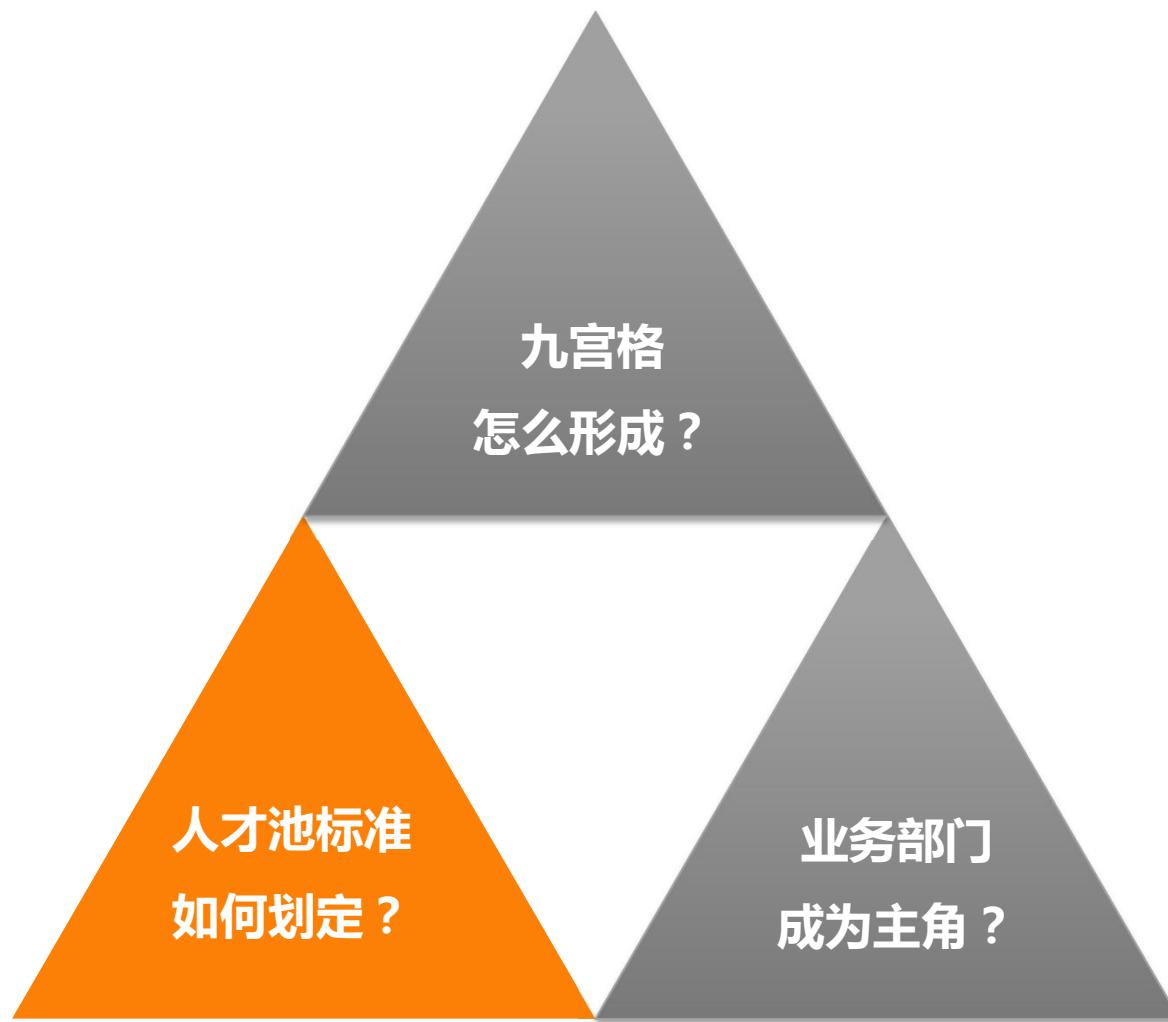 九宫格
怎么形成？
人才池标准
如何划定？
业务部门
成为主角？